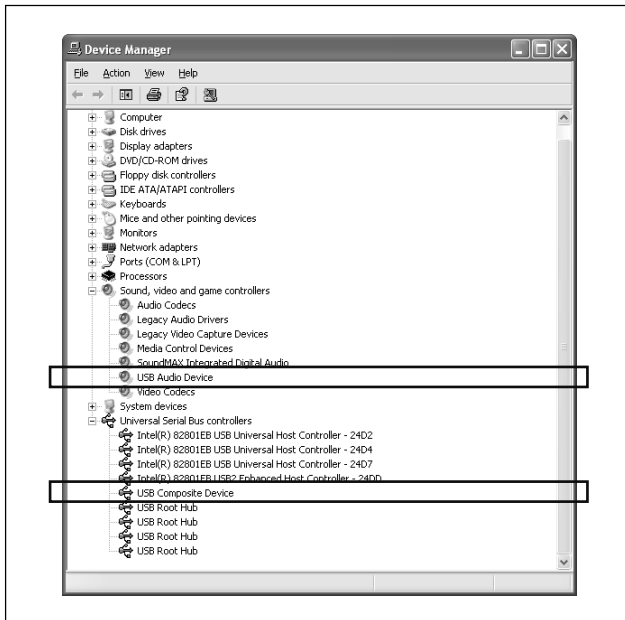 Device Manager
File Action View Help
Computer
Disk drives
Display adapters
DVD/CD-ROM drives
Floppy disk controllers
IDE ATA/ATAPI controllers
Keyboards
Mice and other pointing devices
Monitors
Network adapters
Ports (COM & LPT)
Processors
Sound, video and game controllers
Audio Codecs
Legacy Audio Drivers
Legacy Video Capture Devices
Media Control Devices
SoundMAX Integrated Digital Audio
USB Audio Device
Video Codecs
System devices
Universal Serial Bus controllers
Intel(R) 82801EB USB Universal Host Controller - 24D2
Intel(R) 82801EB USB Universal Host Controller - 24D4
Intel(R) 82801EB USB Universal Host Controller - 24D7
Intel(R) 82801EB USB2 Enhanced Host Controller - 24DD
USB Composite Device
USB Root Hub
USB Root Hub
USB Root Hub
USB Root Hub